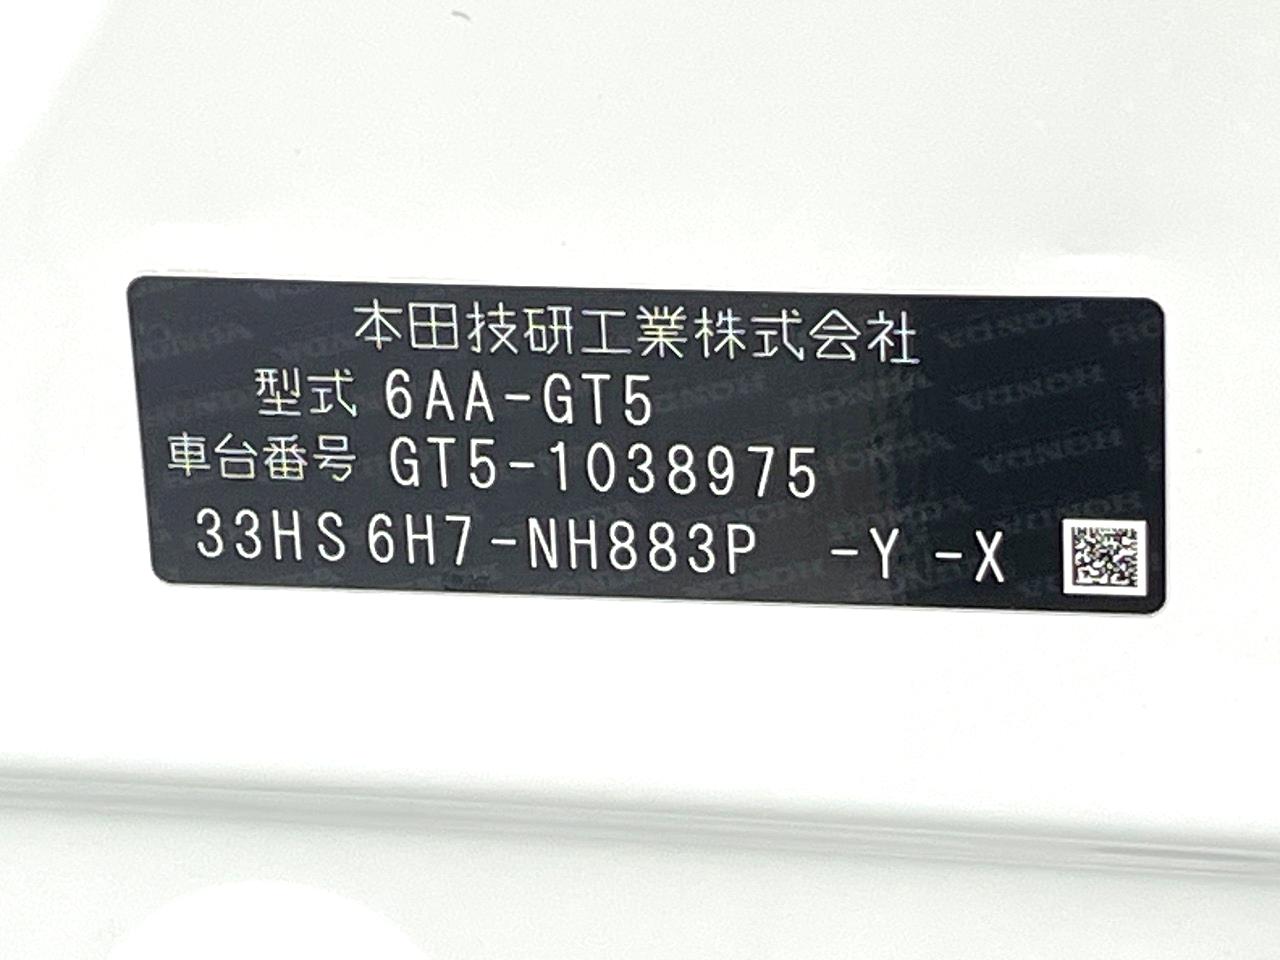 本田技研工業株式会社
型式 6AA-GT5
車台番号 GT5-1038975
33HS6H7-NH883P -Y-X